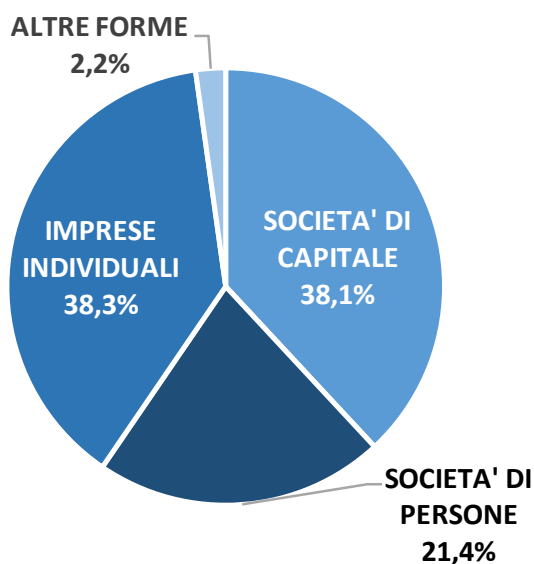 ALTRE FORME
2,2%
IMPRESE
INDIVIDUALI
38,3%
SOCIETA' DI
CAPITALE
38,1%
SOCIETA' DI
PERSONE
21,4%